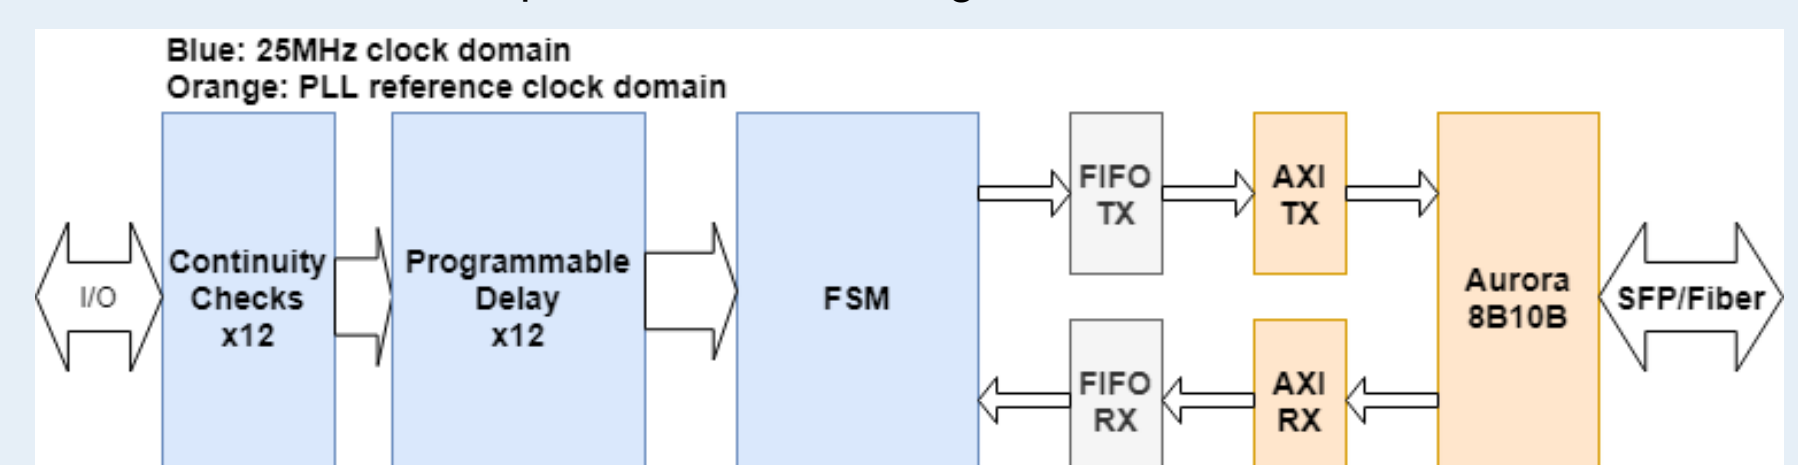 Blue: 25MHz clock domain
Orange: PLL reference clock domain
I/O
Continuity
Checks
x12
Programmable
Delay
x12
FSM
FIFO
TX
AXI
TX
FIFO
RX
AXI
RX
Aurora
8B10B
SFP/Fiber